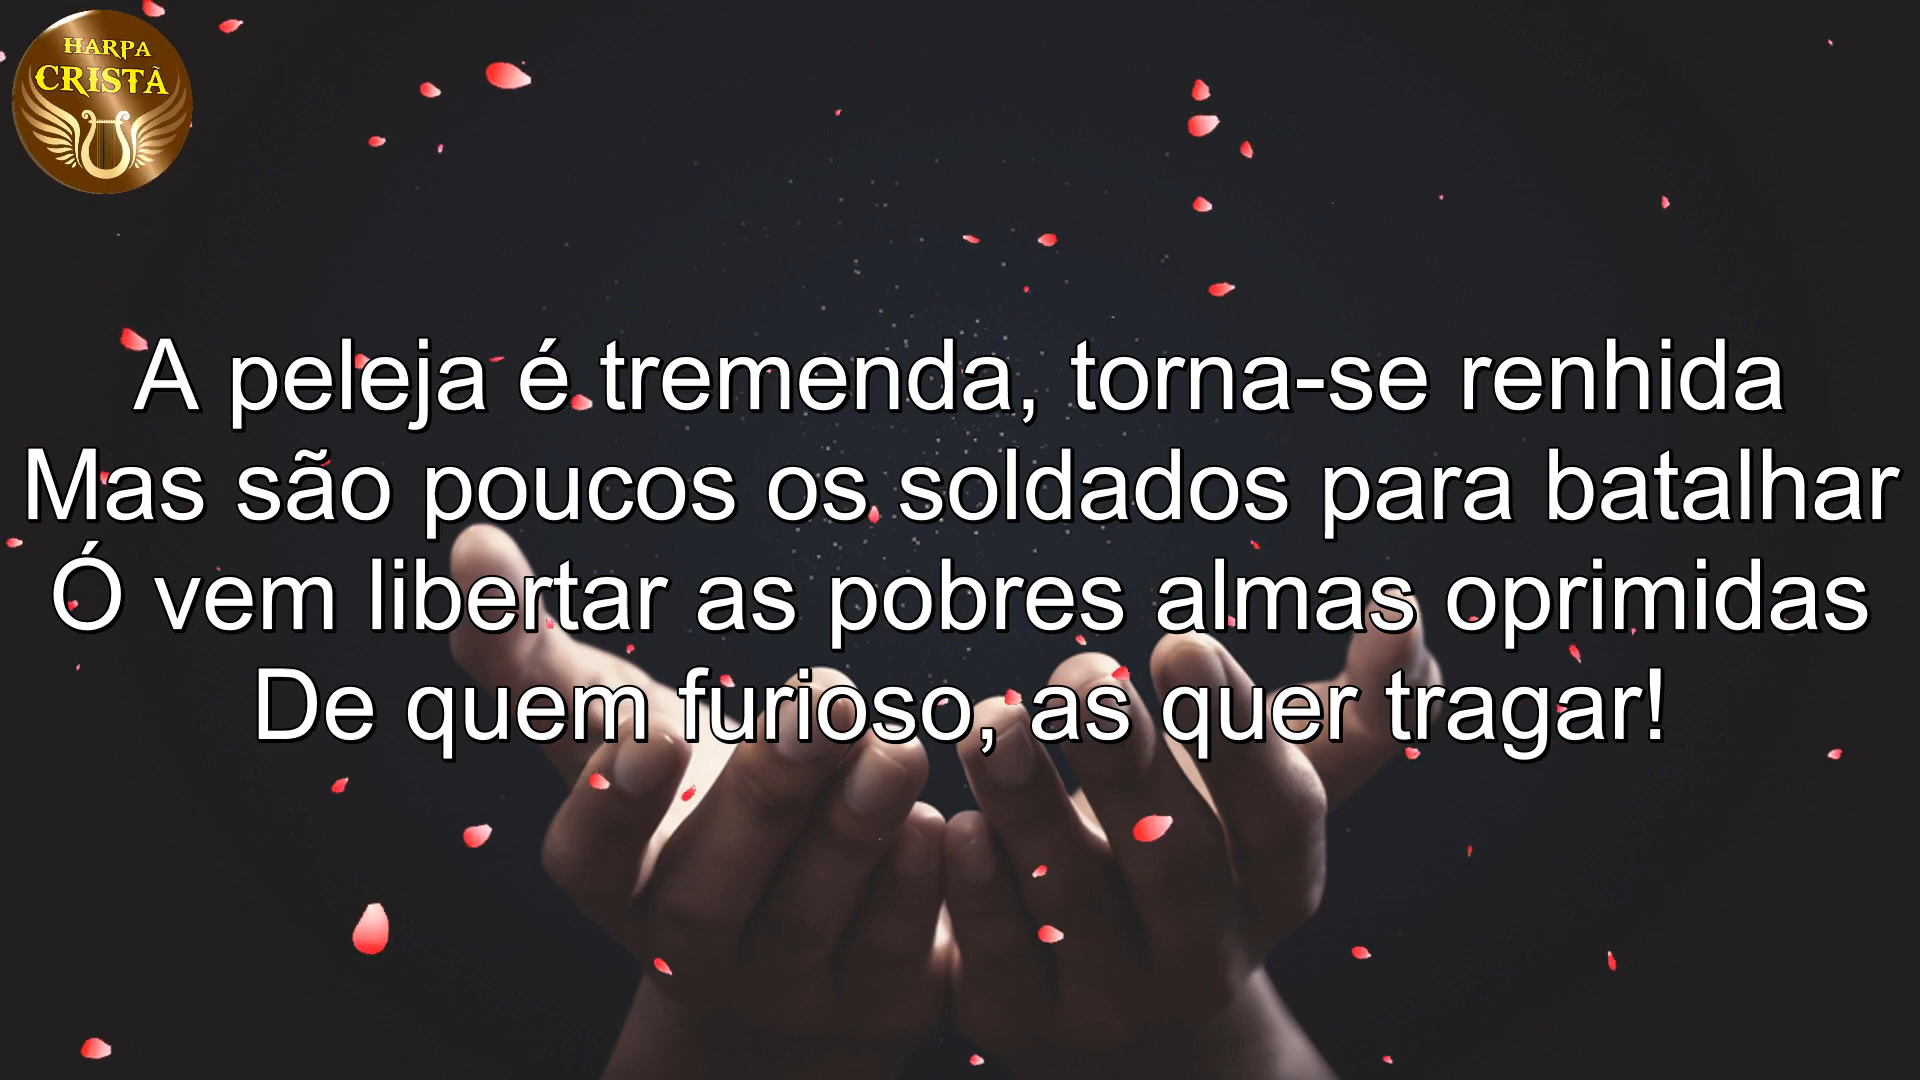 HARPA
CRISTÃ
A peleja é tremenda, torna-se renhida
Mas são poucos os soldados para batalhar
Ó vem libertar as pobres almas oprimidas
De quem furioso, as quer tragar!